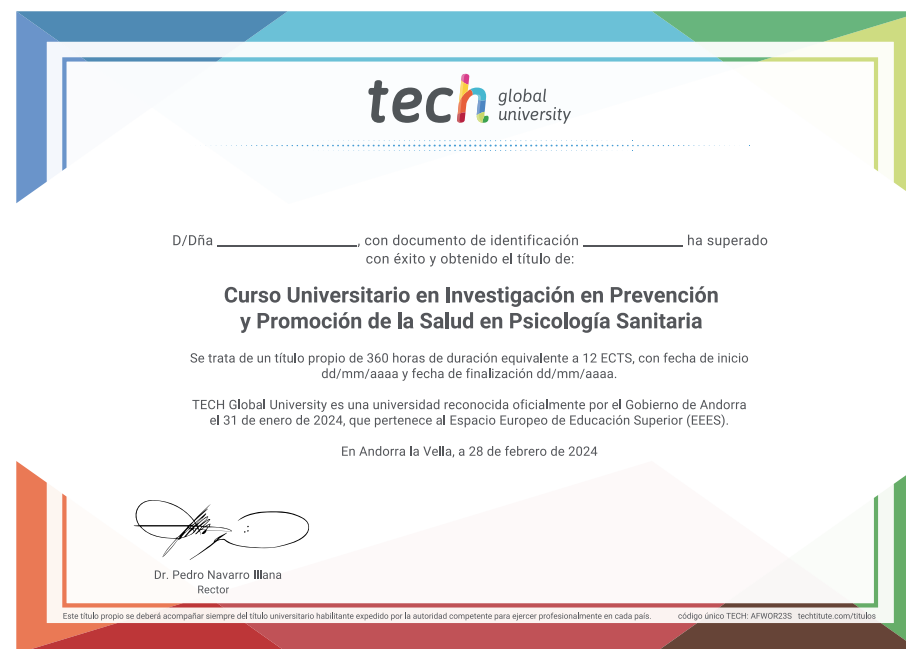 tech global university
D/Dña ____________________, con documento de identificación ______________ ha superado
con éxito y obtenido el título de:
Curso Universitario en Investigación en Prevención
y Promoción de la Salud en Psicología Sanitaria
Se trata de un título propio de 360 horas de duración equivalente a 12 ECTS, con fecha de inicio
dd/mm/aaaa y fecha de finalización dd/mm/aaaa.
TECH Global University es una universidad reconocida oficialmente por el Gobierno de Andorra
el 31 de enero de 2024, que pertenece al Espacio Europeo de Educación Superior (EEES).
En Andorra la Vella, a 28 de febrero de 2024
Dr. Pedro Navarro Illana
Rector
Este título propio se deberá acompañar siempre del título universitario habilitante expedido por la autoridad competente para ejercer profesionalmente en cada país. código único TECH: AFWOR23S techtitute.com/titulos